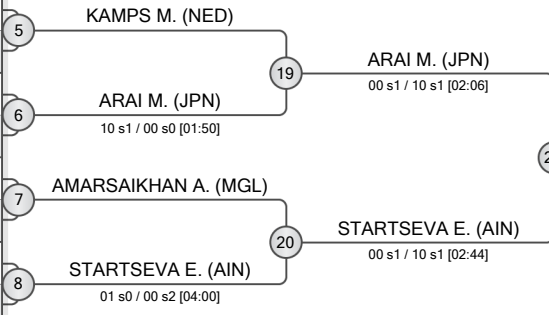 KAMPS M. (NED)
5
19
ARAI M. (JPN)
00 s1 / 10 s1 [02:06]
ARAI M. (JPN)
6
10 s1 / 00 s0 [01:50]
AMARSAIKHAN A. (MGL)
7
20
STARTSEVA E. (AIN)
00 s1 / 10 s1 [02:44]
STARTSEVA E. (AIN)
8
01 s0 / 00 s2 [04:00]